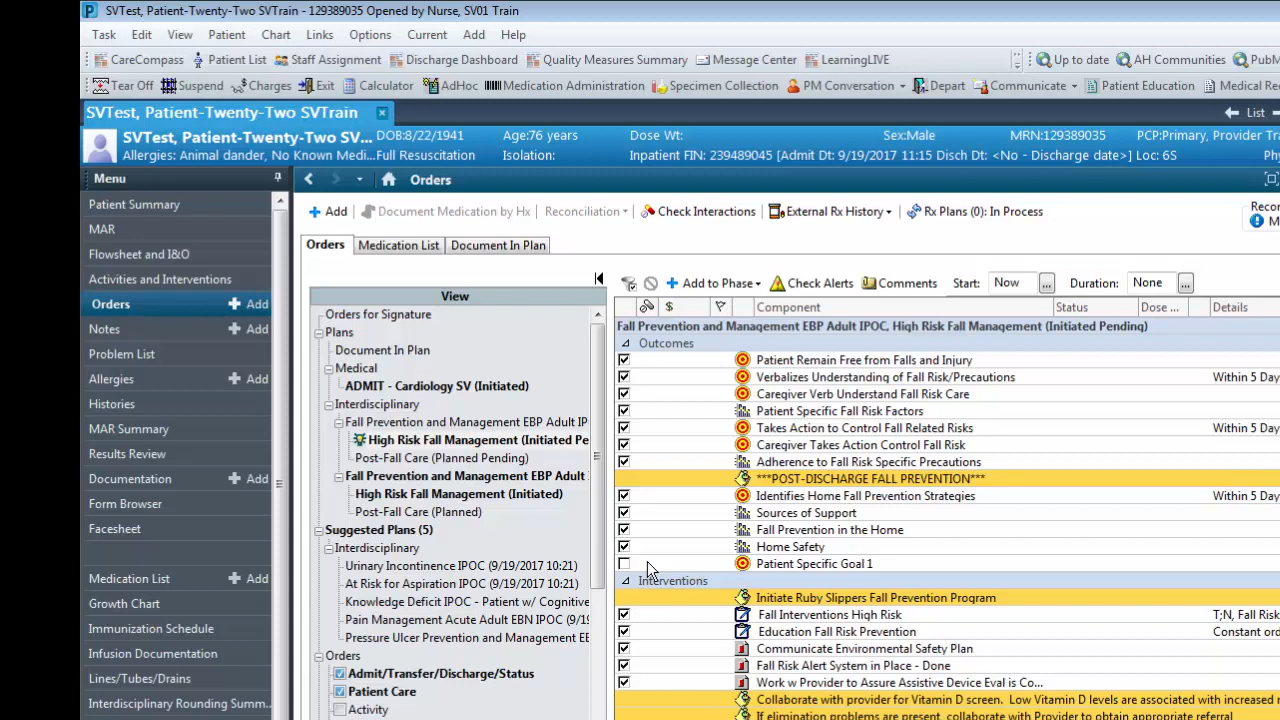 SVTest, Patient-Twenty-Two SVTrain - 129389035 Opened by Nurse, SV01 Train
Task Edit View Patient Chart Links Options Current Add Help
CareCompass Patient List Staff Assignment Discharge Dashboard Quality Measures Summary Message Center LearningLIVE Up to date AH Communities PubM
Tear Off Suspend Charges Exit Calculator AdHoc Medication Administration Specimen Collection PM Conversation Depart Communicate Patient Education Medical Re
SVTest, Patient-Twenty-Two SVTrain × List
SVTest, Patient-Twenty-Two SV... DOB:8/22/1941 Age:76 years Dose Wt: Sex:Male MRN:129389035 PCP:Primary, Provider Tr
Allergies: Animal dander, No Known Medi... Full Resuscitation Isolation: Inpatient FIN: 239489045 [Admit Dt: 9/19/2017 11:15 Disch Dt: <No - Discharge date>] Loc: 6S Phy
Menu
Orders
Patient Summary
MAR
Flowsheet and I&O
Activities and Interventions
Orders + Add
Notes + Add
Problem List
Allergies + Add
Histories
MAR Summary
Results Review
Documentation + Add
Form Browser
Facesheet
Medication List + Add
Growth Chart
Immunization Schedule
Infusion Documentation
Lines/Tubes/Drains
Interdisciplinary Rounding Summ...
+ Add Document Medication by Hx Reconciliation Check Interactions External Rx History Rx Plans (0): In Process
Recor
M
Orders Medication List Document In Plan
View
Orders for Signature
Plans
Document In Plan
Medical
ADMIT - Cardiology SV (Initiated)
Interdisciplinary
Fall Prevention and Management EBP Adult IP
High Risk Fall Management (Initiated Pe
Post-Fall Care (Planned Pending)
Fall Prevention and Management EBP Adult
High Risk Fall Management (Initiated)
Post-Fall Care (Planned)
Suggested Plans (5)
Interdisciplinary
Urinary Incontinence IPOC (9/19/2017 10:21)
At Risk for Aspiration IPOC (9/19/2017 10:21)
Knowledge Deficit IPOC - Patient w/ Cognitive
Pain Management Acute Adult EBN IPOC (9/19
Pressure Ulcer Prevention and Management EB
Orders
Admit/Transfer/Discharge/Status
Patient Care
Activity
+ Add to Phase Check Alerts Comments Start: Now ... Duration: None ...
$ Component Status Dose ... Details
Fall Prevention and Management EBP Adult IPOC, High Risk Fall Management (Initiated Pending)
Outcomes
Patient Remain Free from Falls and Injury
Verbalizes Understanding of Fall Risk/Precautions Within 5 Day
Caregiver Verb Understand Fall Risk Care
Patient Specific Fall Risk Factors
Takes Action to Control Fall Related Risks Within 5 Day
Caregiver Takes Action Control Fall Risk
Adherence to Fall Risk Specific Precautions
***POST-DISCHARGE FALL PREVENTION***
Identifies Home Fall Prevention Strategies Within 5 Day
Sources of Support
Fall Prevention in the Home
Home Safety
Patient Specific Goal 1
Interventions
Initiate Ruby Slippers Fall Prevention Program
Fall Interventions High Risk T;N, Fall Risk
Education Fall Risk Prevention Constant ord
Communicate Environmental Safety Plan
Fall Risk Alert System in Place - Done
Work w Provider to Assure Assistive Device Eval is Co...
Collaborate with provider for Vitamin D screen. Low Vitamin D levels are associated with increased r
If elimination problems are present, collaborate with Provider to obtain appropriate referral